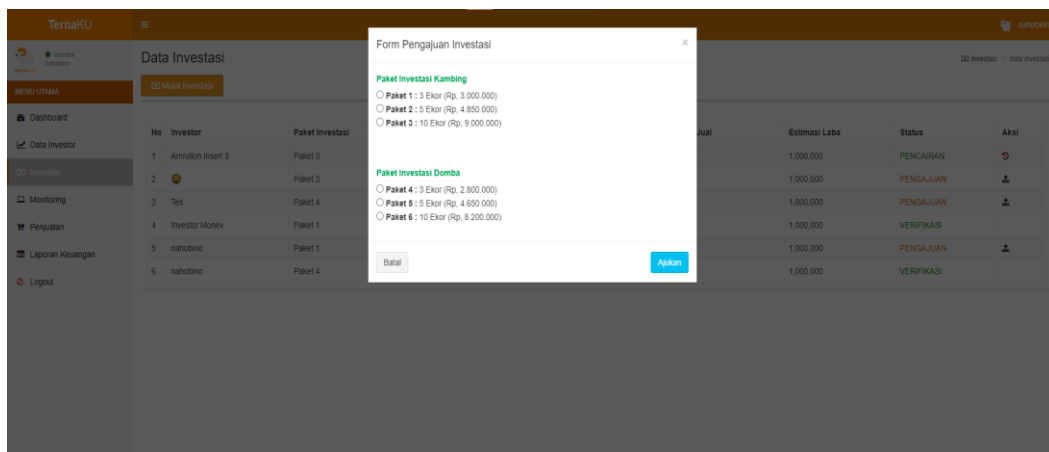 TernaKU
nahobino
Investor
nahobino
MENU UTAMA
Dashboard
Data Investor
Investasi
Monitoring
Penjualan
Laporan Keuangan
Logout
Data Investasi
Investasi > data investasi
Mulai Investasi
No Investor Paket Investasi Jual Estimasi Laba Status Aksi
1 Amrulloh Insert 3 Paket 3 1,000,000 PENCAIRAN
2 Paket 3 1,000,000 PENGAJUAN
3 Tes Paket 4 1,000,000 PENGAJUAN
4 Investor Monev Paket 1 1,000,000 VERIFIKASI
5 nahobino Paket 1 1,000,000 PENGAJUAN
6 nahobino Paket 4 1,000,000 VERIFIKASI
Form Pengajuan Investasi
x
Paket Investasi Kambing
Paket 1 : 3 Ekor (Rp. 3.000.000)
Paket 2 : 5 Ekor (Rp. 4.850.000)
Paket 3 : 10 Ekor (Rp. 9.000.000)
Paket Investasi Domba
Paket 4 : 3 Ekor (Rp. 2.800.000)
Paket 5 : 5 Ekor (Rp. 4.650.000)
Paket 6 : 10 Ekor (Rp. 8.200.000)
Batal
Ajukan